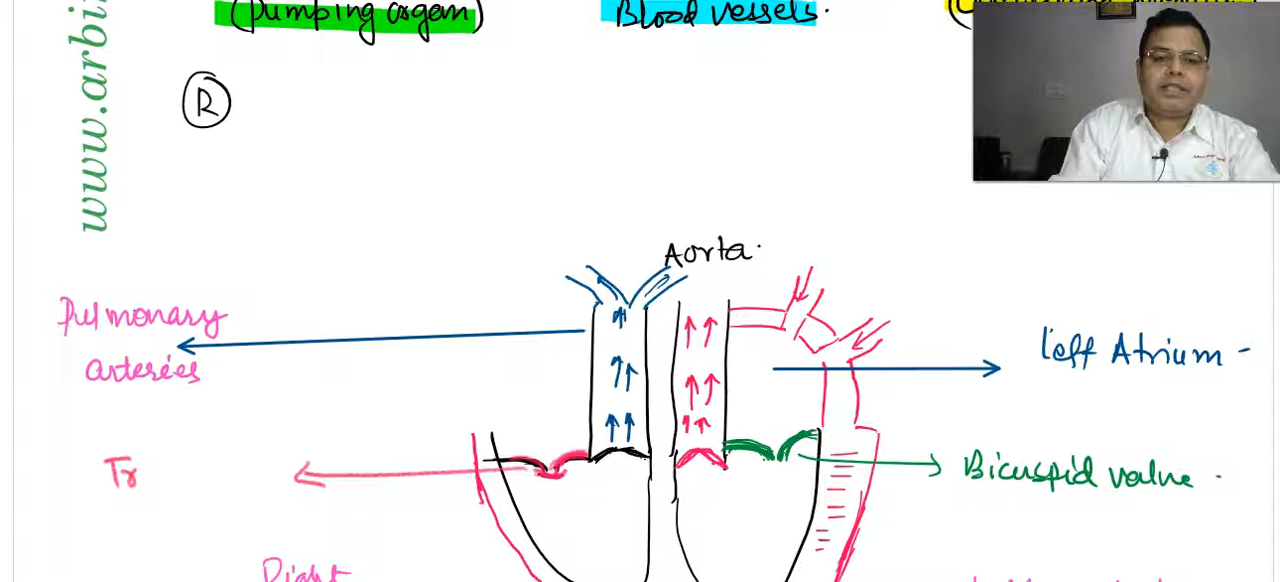 (Pumping organ)
Blood vessels.
www.arbi
R
Aorta.
Pulmonary
arteries
Left Atrium -
Tr
Bicuspid valve.
Right